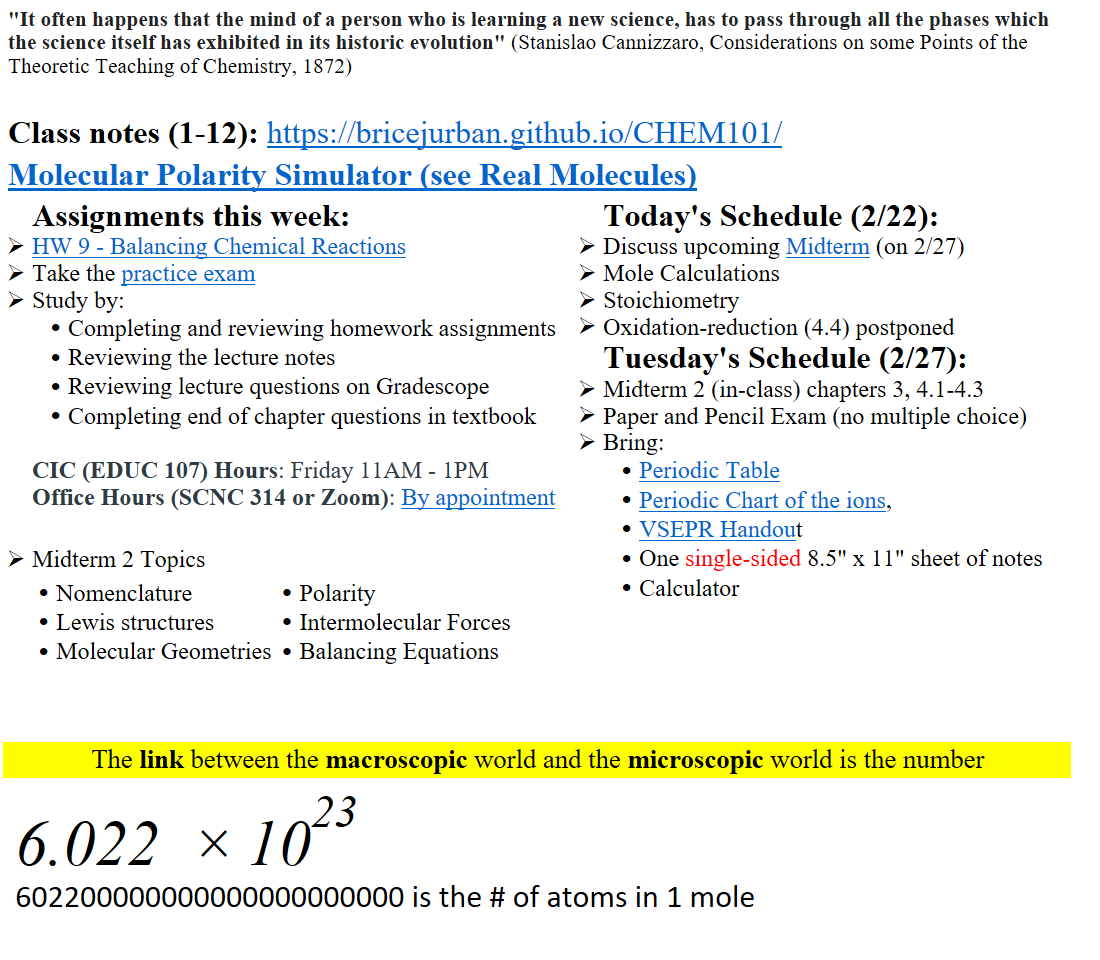 "It often happens that the mind of a person who is learning a new science, has to pass through all the phases which
the science itself has exhibited in its historic evolution" (Stanislao Cannizzaro, Considerations on some Points of the
Theoretic Teaching of Chemistry, 1872)
Class notes (1-12): https://bricejurban.github.io/CHEM101/
Molecular Polarity Simulator (see Real Molecules)
Assignments this week:
➢ HW 9 - Balancing Chemical Reactions
➢ Take the practice exam
➢ Study by:
• Completing and reviewing homework assignments
• Reviewing the lecture notes
• Reviewing lecture questions on Gradescope
• Completing end of chapter questions in textbook
CIC (EDUC 107) Hours: Friday 11AM - 1PM
Office Hours (SCNC 314 or Zoom): By appointment
➢ Midterm 2 Topics
• Nomenclature
• Lewis structures
• Molecular Geometries
• Polarity
• Intermolecular Forces
• Balancing Equations
Today's Schedule (2/22):
➢ Discuss upcoming Midterm (on 2/27)
➢ Mole Calculations
➢ Stoichiometry
➢ Oxidation-reduction (4.4) postponed
Tuesday's Schedule (2/27):
➢ Midterm 2 (in-class) chapters 3, 4.1-4.3
➢ Paper and Pencil Exam (no multiple choice)
➢ Bring:
• Periodic Table
• Periodic Chart of the ions,
• VSEPR Handout
• One single-sided 8.5" x 11" sheet of notes
• Calculator
The link between the macroscopic world and the microscopic world is the number
6.022 × 10^23
602200000000000000000000 is the # of atoms in 1 mole